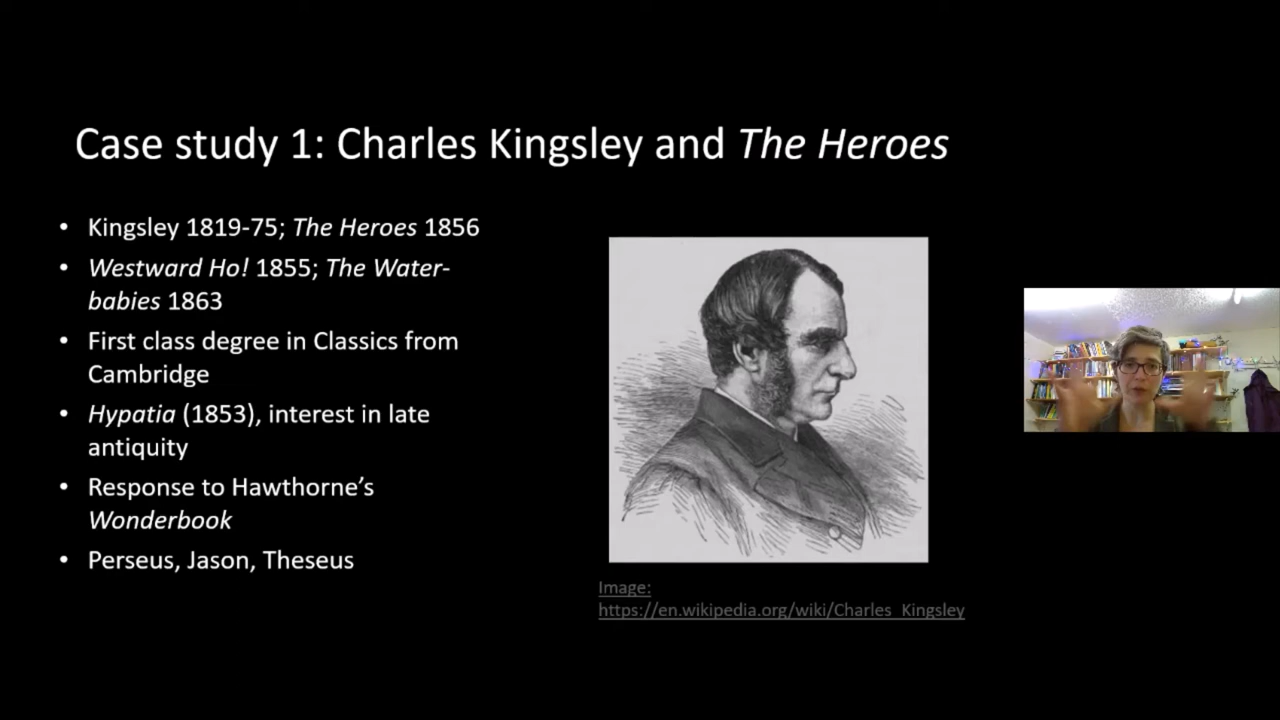 Case study 1: Charles Kingsley and The Heroes
• Kingsley 1819-75; The Heroes 1856
• Westward Ho! 1855; The Water-
babies 1863
• First class degree in Classics from
Cambridge
• Hypatia (1853), interest in late
antiquity
• Response to Hawthorne’s
Wonderbook
• Perseus, Jason, Theseus
Image:
https://en.wikipedia.org/wiki/Charles_Kingsley